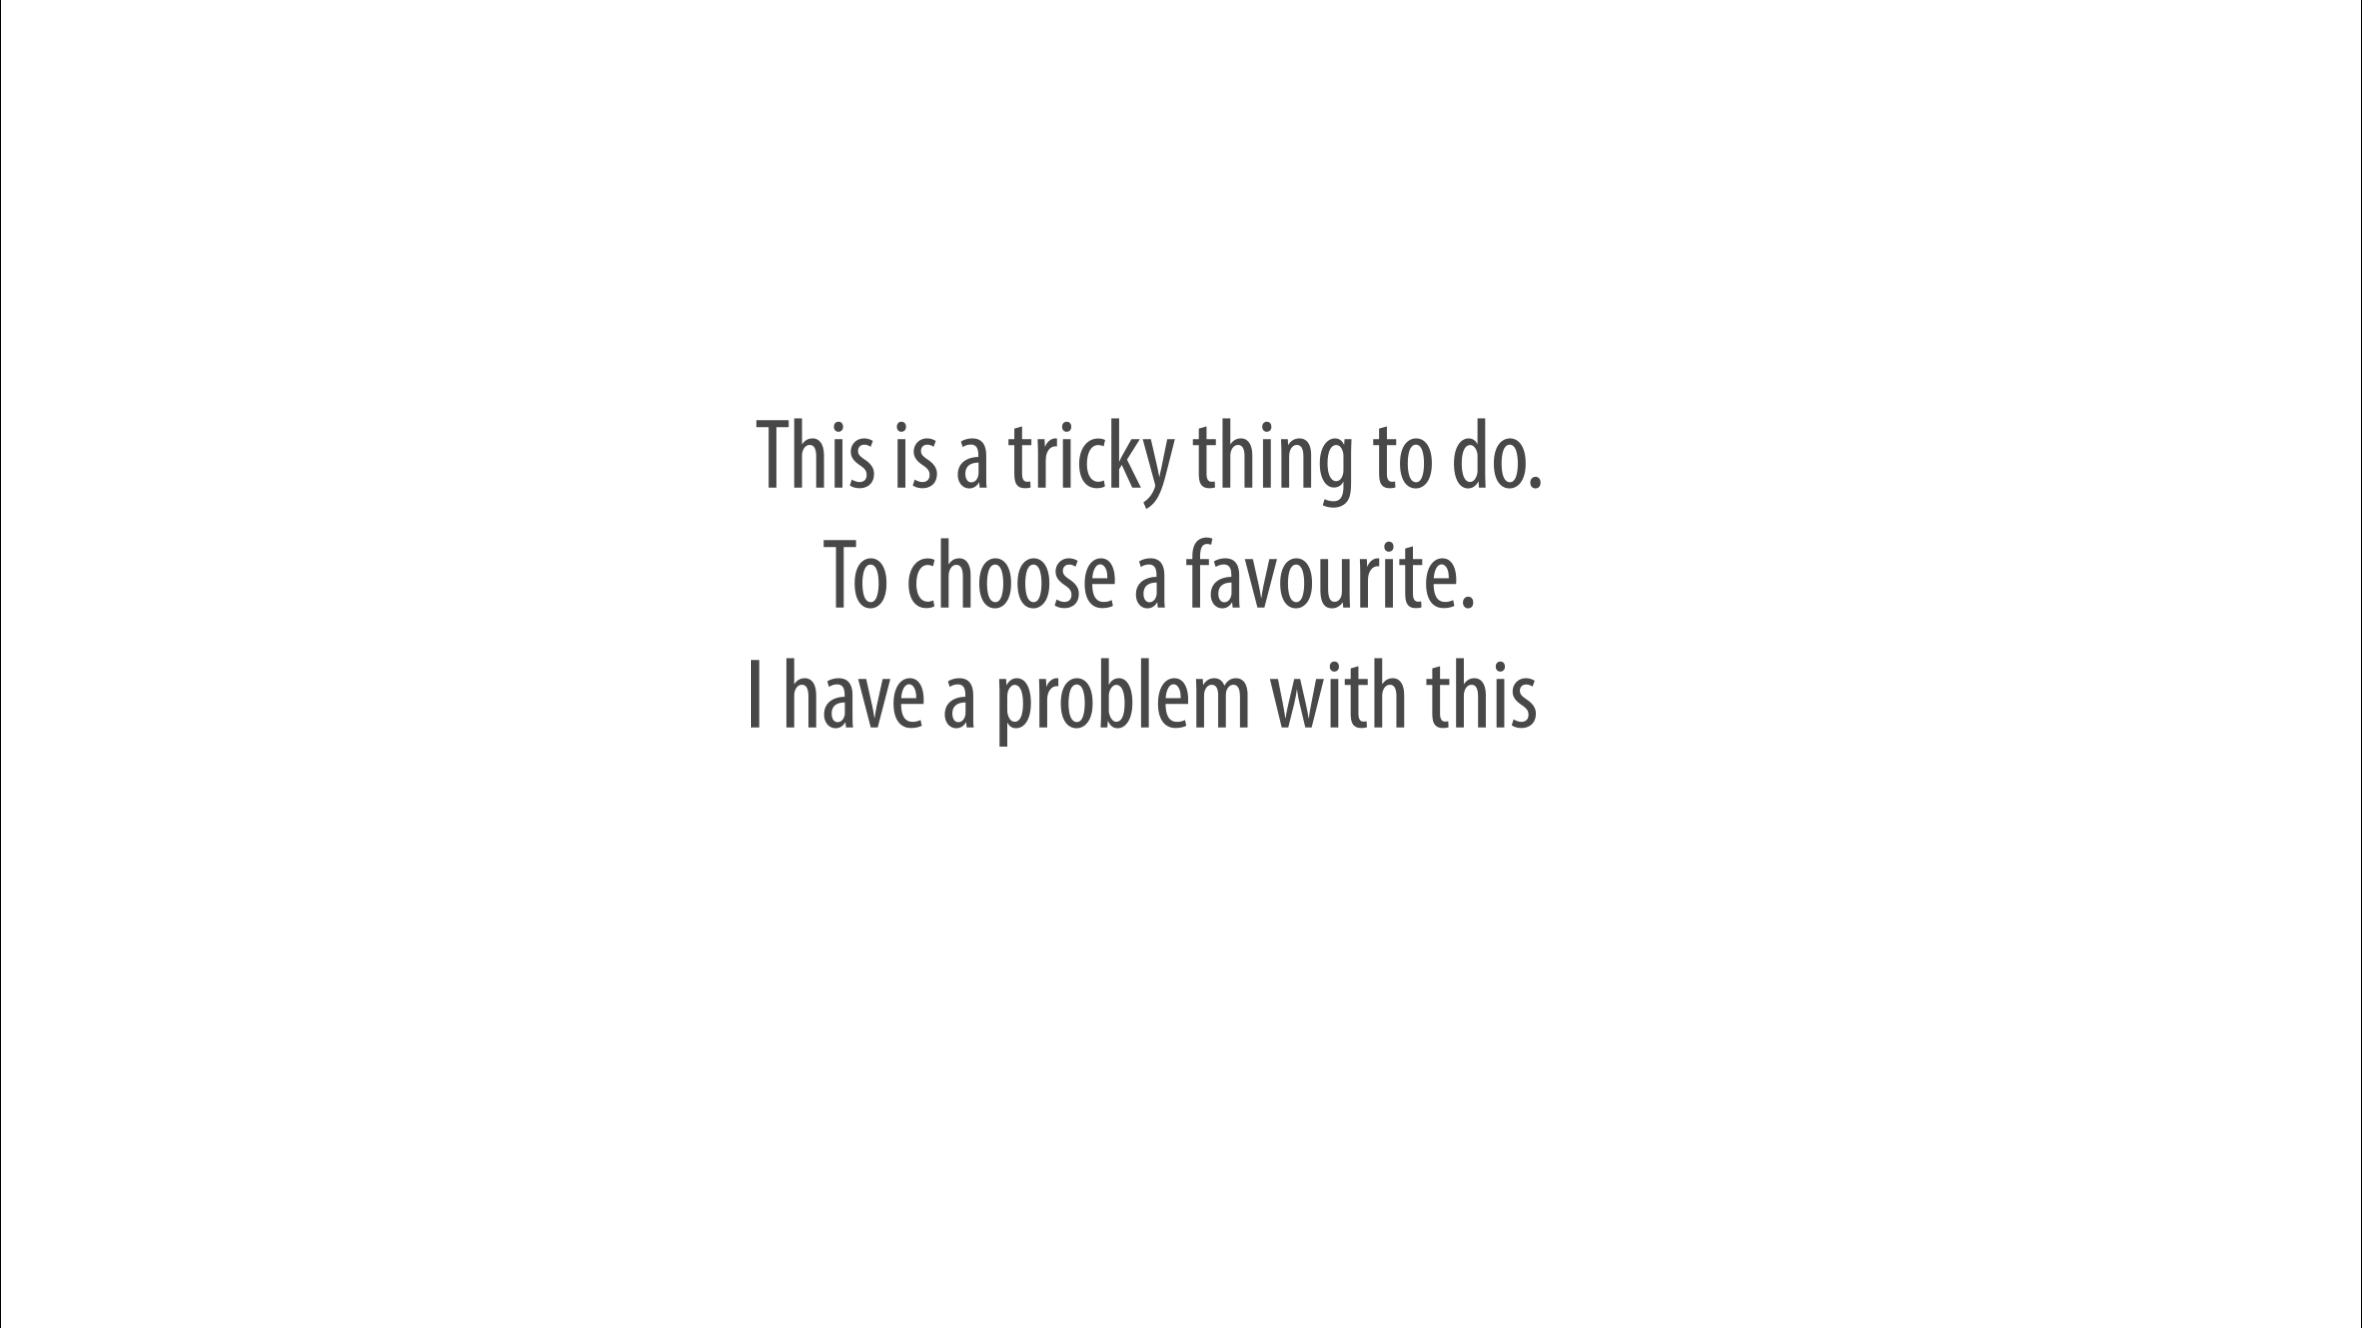 This is a tricky thing to do.
To choose a favourite.
I have a problem with this